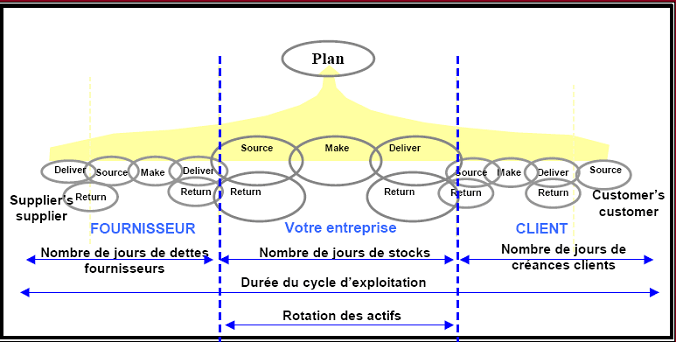 Plan
Source Make Deliver
Deliver Source Make Deliver Source Make Deliver Source
Return Return Return Return Return Return
Supplier's
supplier
Customer's
customer
FOURNISSEUR Votre entreprise CLIENT
Nombre de jours de dettes
fournisseurs
Nombre de jours de stocks
Nombre de jours de
créances clients
Durée du cycle d'exploitation
Rotation des actifs